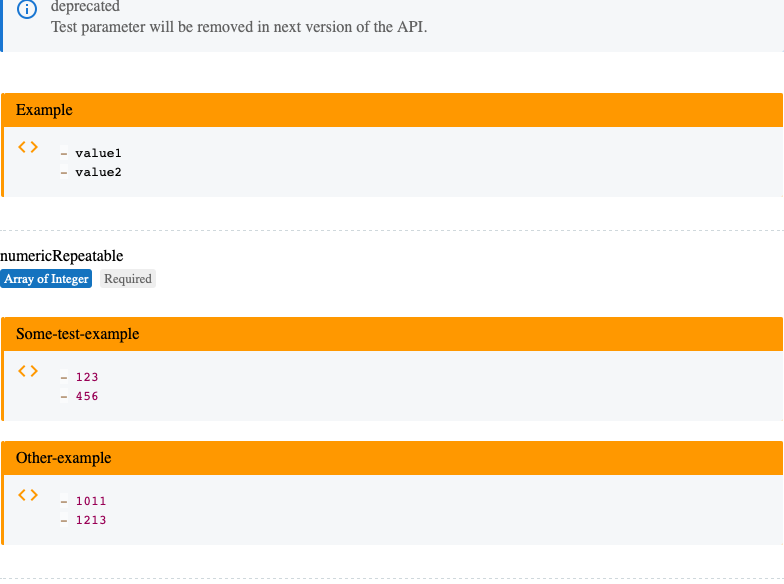 deprecated
Test parameter will be removed in next version of the API.
Example
- value1
- value2
numericRepeatable
Array of Integer Required
Some-test-example
- 123
- 456
Other-example
- 1011
- 1213